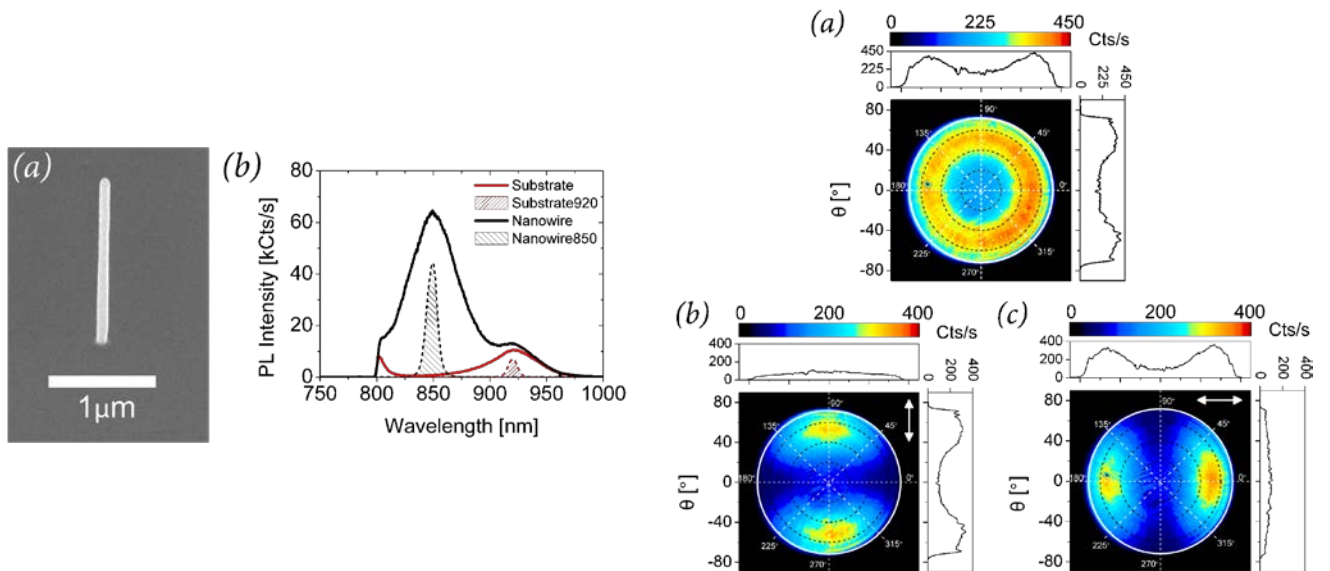 (a)
1μm
(b)
PL Intensity [kCts/s]
80
60
40
20
10
0
Substrate
Substrate920
Nanowire
Nanowire850
750 800 850 900 950 1000
Wavelength [nm]
(a)
0 225 450
Cts/s
450
225
0
0 225 450
θ [°]
80
40
0
-40
-80
90°
135° 45°
180° 0°
225° 315°
270°
(b)
0 200 400
Cts/s
400
200
0
0 200 400
θ [°]
80
40
0
-40
-80
90°
135° 45°
180° 0°
225° 315°
270°
(c)
0 200 400
Cts/s
400
200
0
0 200 400
θ [°]
80
40
0
-40
-80
90°
135° 45°
180° 0°
225° 315°
270°